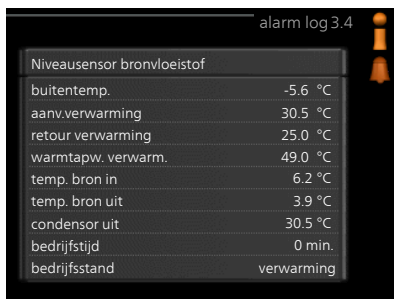 alarm log 3.4
Niveausensor bronvloeistof
buitentemp. -5.6 °C
aanv.verwarming 30.5 °C
retour verwarming 25.0 °C
warmtapw. verwarm. 49.0 °C
temp. bron in 6.2 °C
temp. bron uit 3.9 °C
condensor uit 30.5 °C
bedrijfstijd 0 min.
bedrijfsstand verwarming